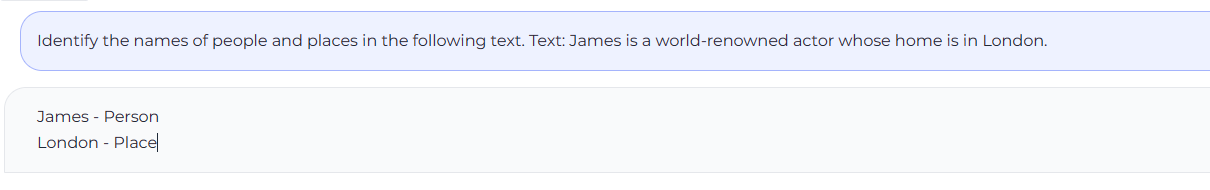 Identify the names of people and places in the following text. Text: James is a world-renowned actor whose home is in London.
James - Person
London - Place